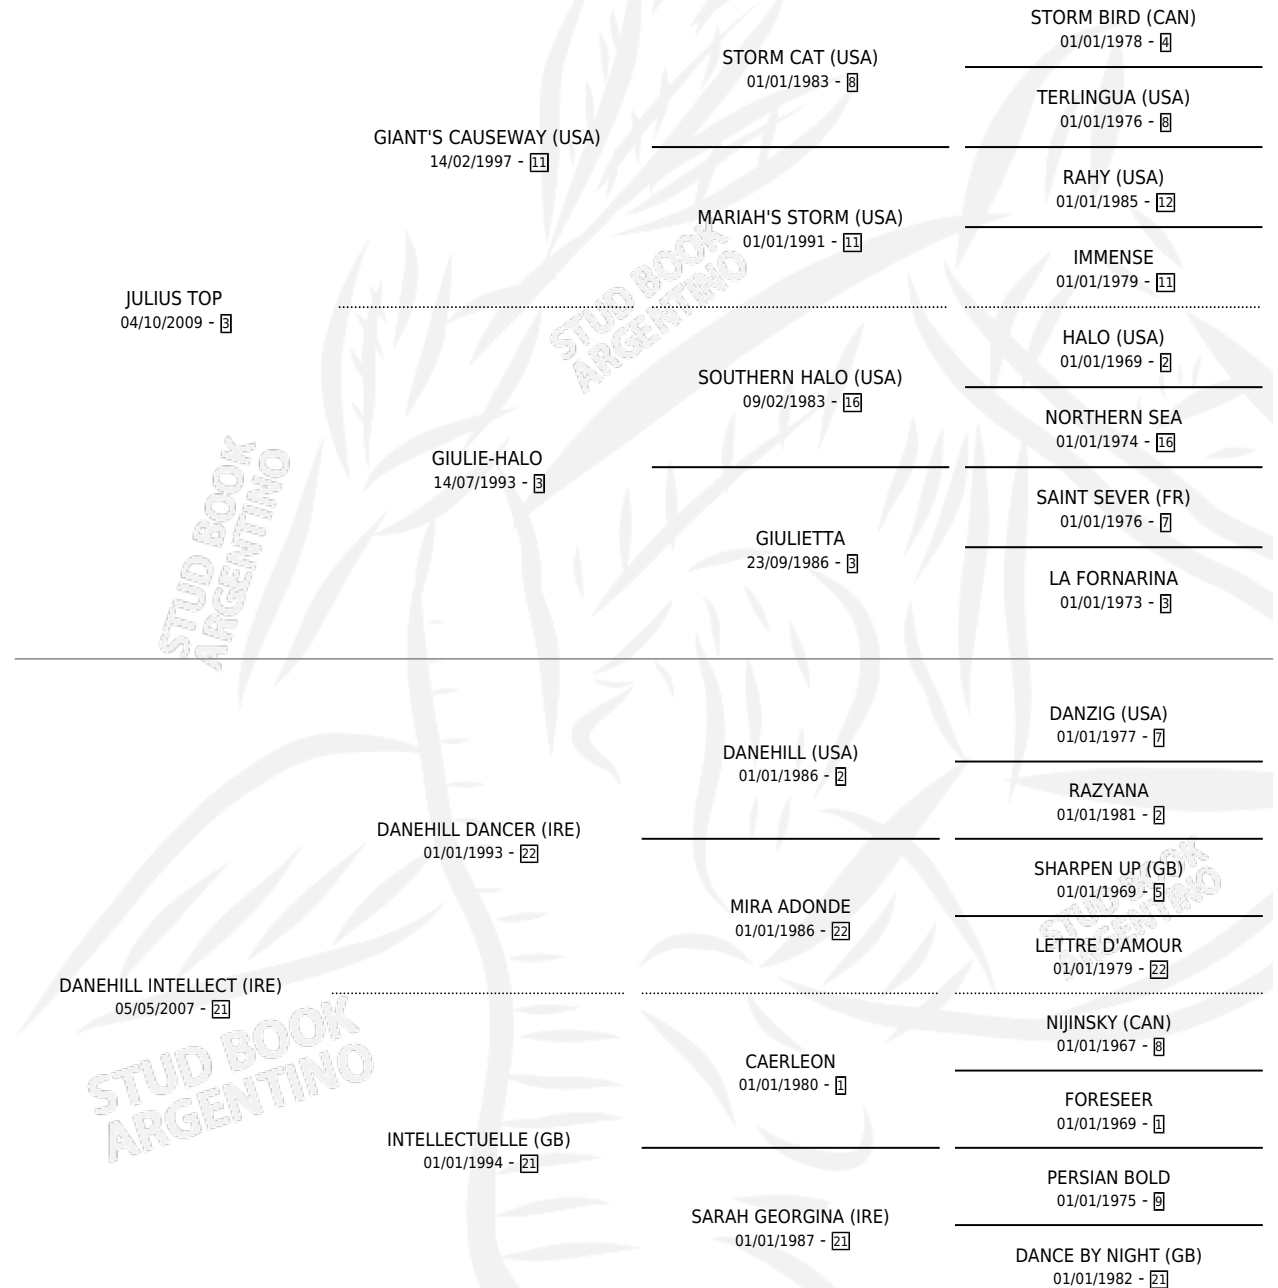 STORM BIRD (CAN)
01/01/1978 - 4
STORM CAT (USA)
01/01/1983 - 8
TERLINGUA (USA)
01/01/1976 - 8
GIANT'S CAUSEWAY (USA)
14/02/1997 - 11
RAHY (USA)
01/01/1985 - 12
MARIAH'S STORM (USA)
01/01/1991 - 11
IMMENSE
01/01/1979 - 11
JULIUS TOP
04/10/2009 - 3
STUD BOOK
ARGENTINO
HALO (USA)
01/01/1969 - 2
SOUTHERN HALO (USA)
09/02/1983 - 16
NORTHERN SEA
01/01/1974 - 16
GIULIE-HALO
14/07/1993 - 3
SAINT SEVER (FR)
01/01/1976 - 7
GIULIETTA
23/09/1986 - 3
LA FORNARINA
01/01/1973 - 3
STUD BOOK
ARGENTINO
DANZIG (USA)
01/01/1977 - 7
DANEHILL (USA)
01/01/1986 - 2
RAZYANA
01/01/1981 - 2
DANEHILL DANCER (IRE)
01/01/1993 - 22
SHARPEN UP (GB)
01/01/1969 - 5
MIRA ADONDE
01/01/1986 - 22
STUD BOOK
ARGENTINO
LETTRE D'AMOUR
01/01/1979 - 22
DANEHILL INTELLECT (IRE)
05/05/2007 - 21
NIJINSKY (CAN)
01/01/1967 - 8
CAERLEON
01/01/1980 - 1
FORESEER
01/01/1969 - 1
STUD BOOK
ARGENTINO
INTELLECTUELLE (GB)
01/01/1994 - 21
PERSIAN BOLD
01/01/1975 - 9
SARAH GEORGINA (IRE)
01/01/1987 - 21
DANCE BY NIGHT (GB)
01/01/1982 - 21